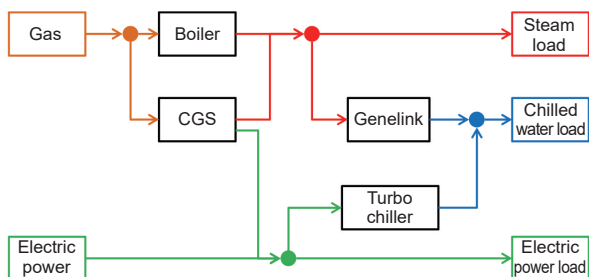 Gas
Boiler
Steam
load
CGS
Genelink
Chilled
water load
Turbo
chiller
Electric
power
Electric
power load